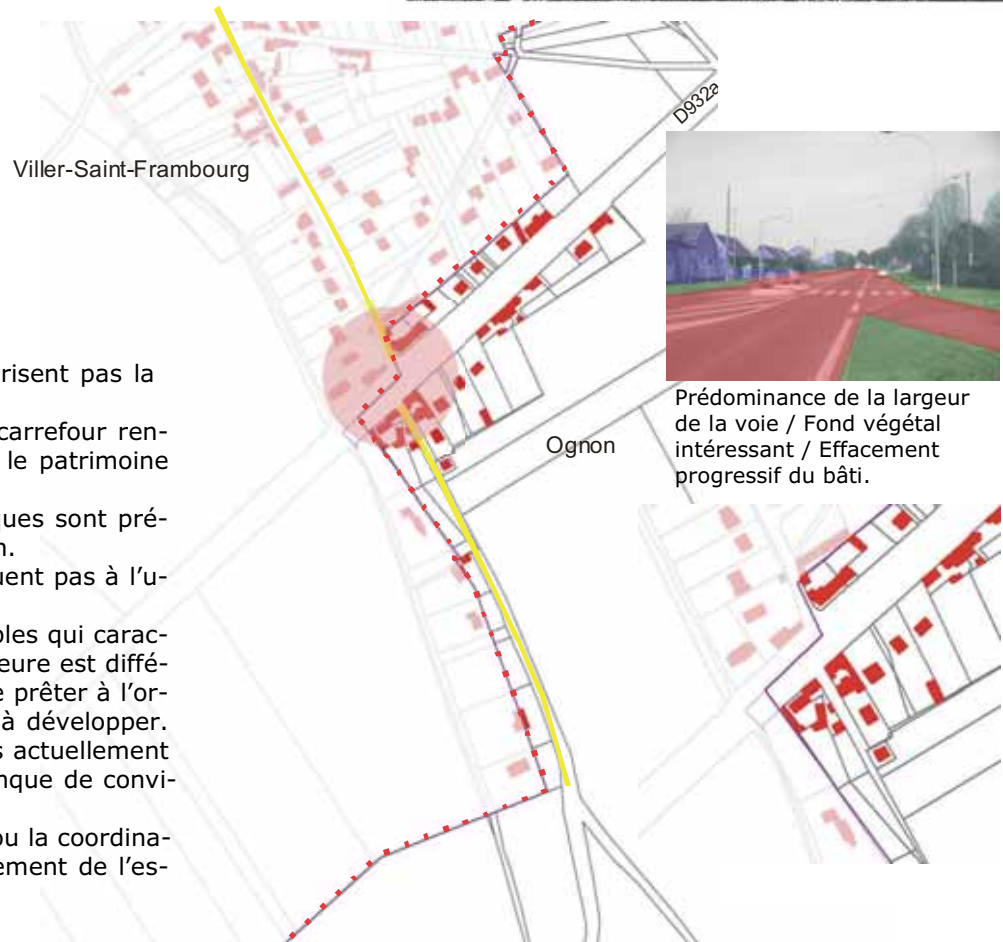 D932a
Viller-Saint-Frambourg
risent pas la
carrefour ren-
le patrimoine
ques sont pré-
n.
uent pas à l'u-
bles qui carac-
eure est diffé-
e prêter à l'or-
à développer.
s actuellement
nque de convi-
ou la coordina-
ement de l'es-
Ognon
Prédominance de la largeur
de la voie / Fond végétal
intéressant / Effacement
progressif du bâti.